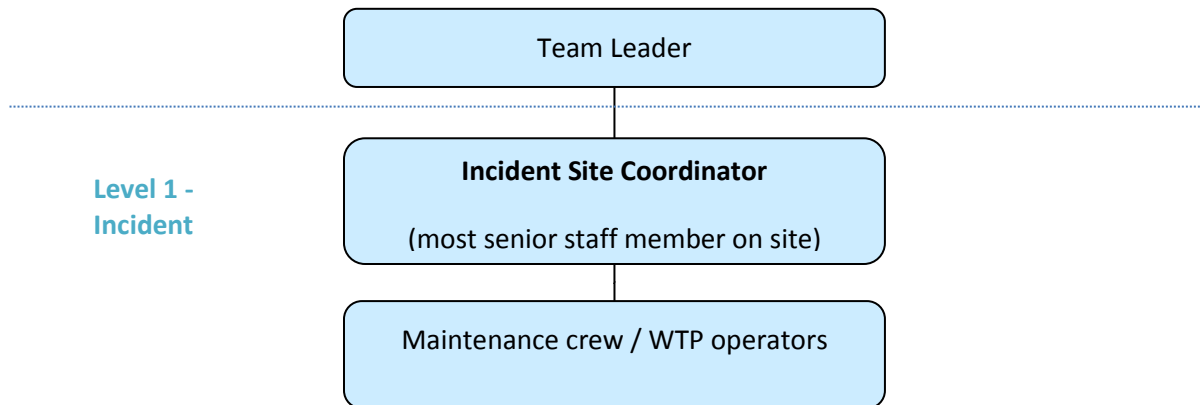 Team Leader
Incident Site Coordinator
Level 1 -
Incident
(most senior staff member on site)
Maintenance crew / WTP operators